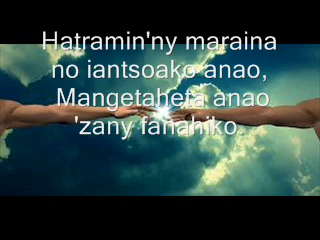 Hatramin'ny maraina
no iantsoako anao,
Mangetaheta anao
'zany fanahiko.